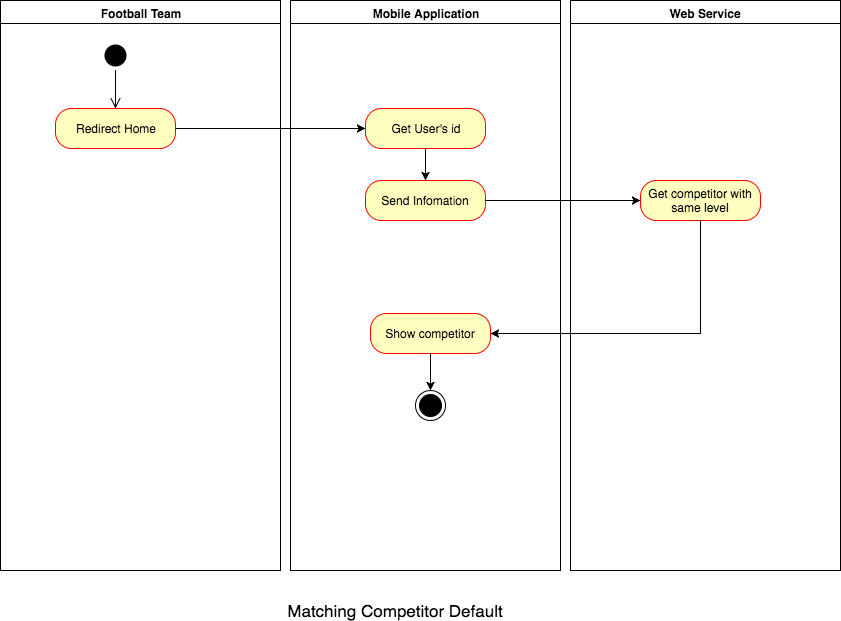 Football Team
Mobile Application
Web Service
Redirect Home
Get User's id
Send Infomation
Get competitor with
same level
Show competitor
Matching Competitor Default